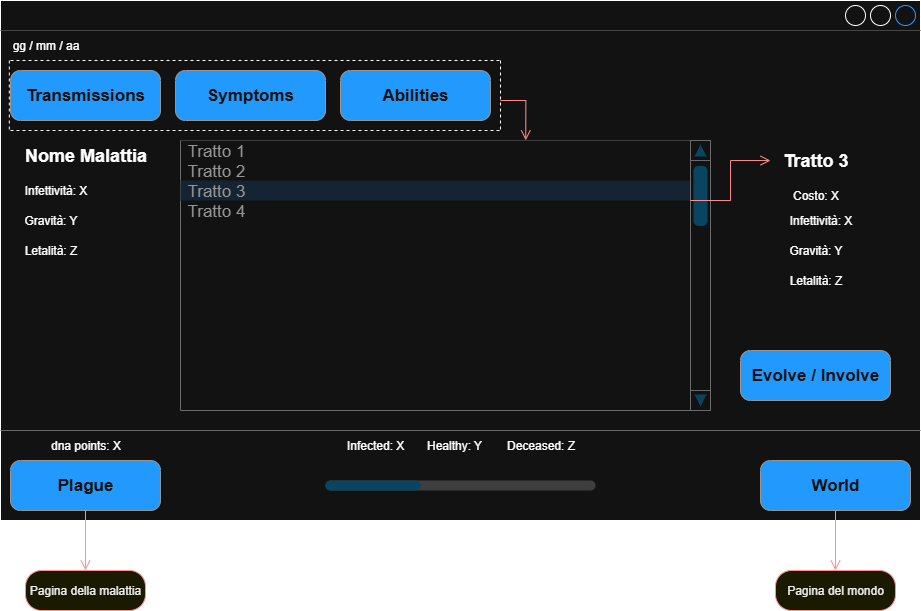 gg / mm / aa
Transmissions
Symptoms
Abilities
Nome Malattia
Infettività: X
Gravità: Y
Letalità: Z
Tratto 1
Tratto 2
Tratto 3
Tratto 4
Tratto 3
Costo: X
Infettività: X
Gravità: Y
Letalità: Z
Evolve / Involve
dna points: X
Infected: X
Healthy: Y
Deceased: Z
Plague
World
Pagina della malattia
Pagina del mondo